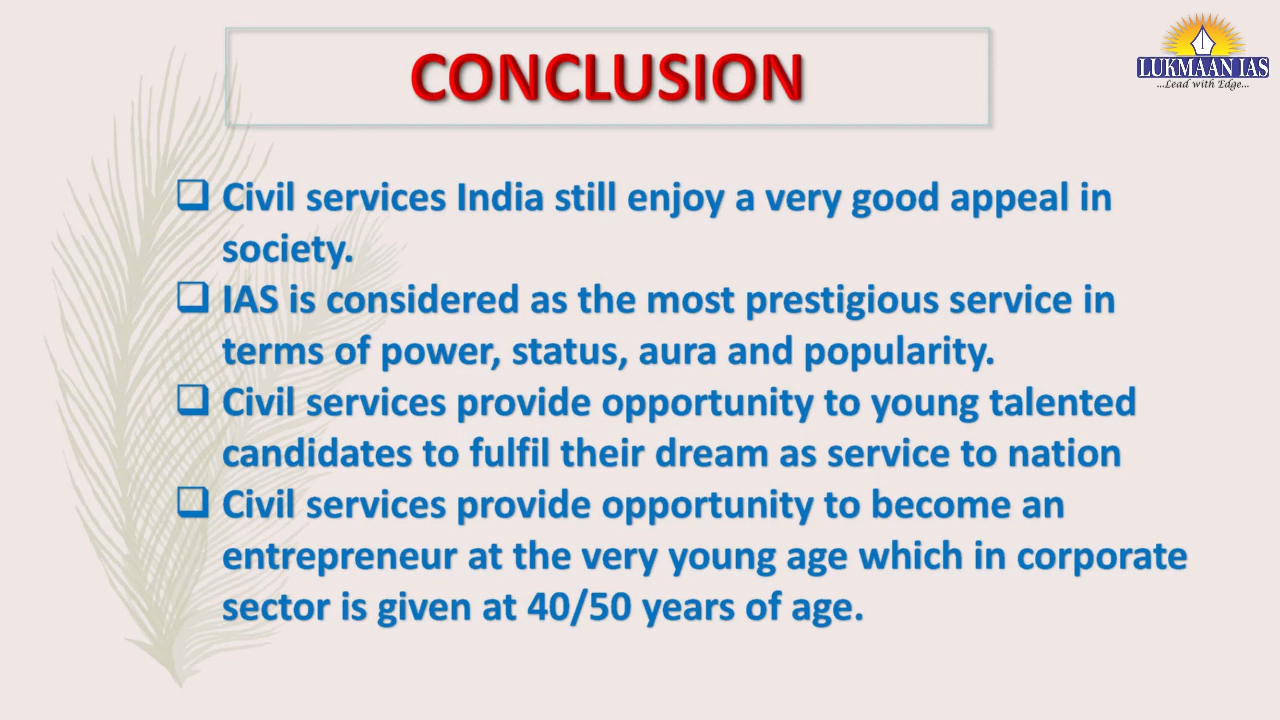 CONCLUSION
LUKMAAN IAS
...Lead with Edge...
❑ Civil services India still enjoy a very good appeal in
society.
❑ IAS is considered as the most prestigious service in
terms of power, status, aura and popularity.
❑ Civil services provide opportunity to young talented
candidates to fulfil their dream as service to nation
❑ Civil services provide opportunity to become an
entrepreneur at the very young age which in corporate
sector is given at 40/50 years of age.